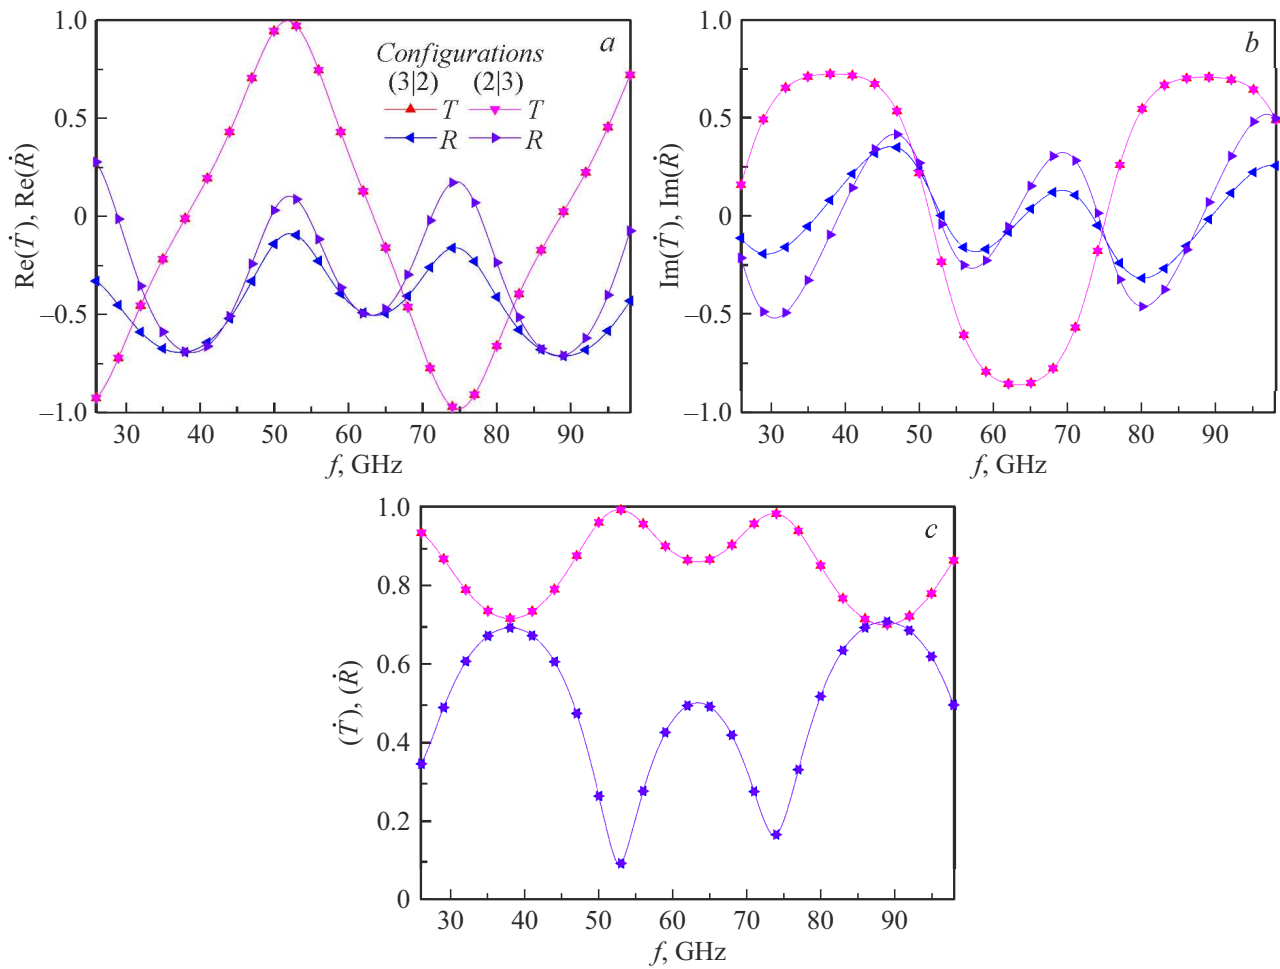 a
Configurations
(3|2) (2|3)
T T
R R
1.0
0.5
0
–0.5
–1.0
Re(Ṫ), Re(Ṙ)
30 40 50 60 70 80 90
f, GHz
b
1.0
0.5
0
–0.5
–1.0
Im(Ṫ), Im(Ṙ)
30 40 50 60 70 80 90
f, GHz
c
1.0
0.8
0.6
0.4
0.2
0
(Ṫ), (Ṙ)
30 40 50 60 70 80 90
f, GHz